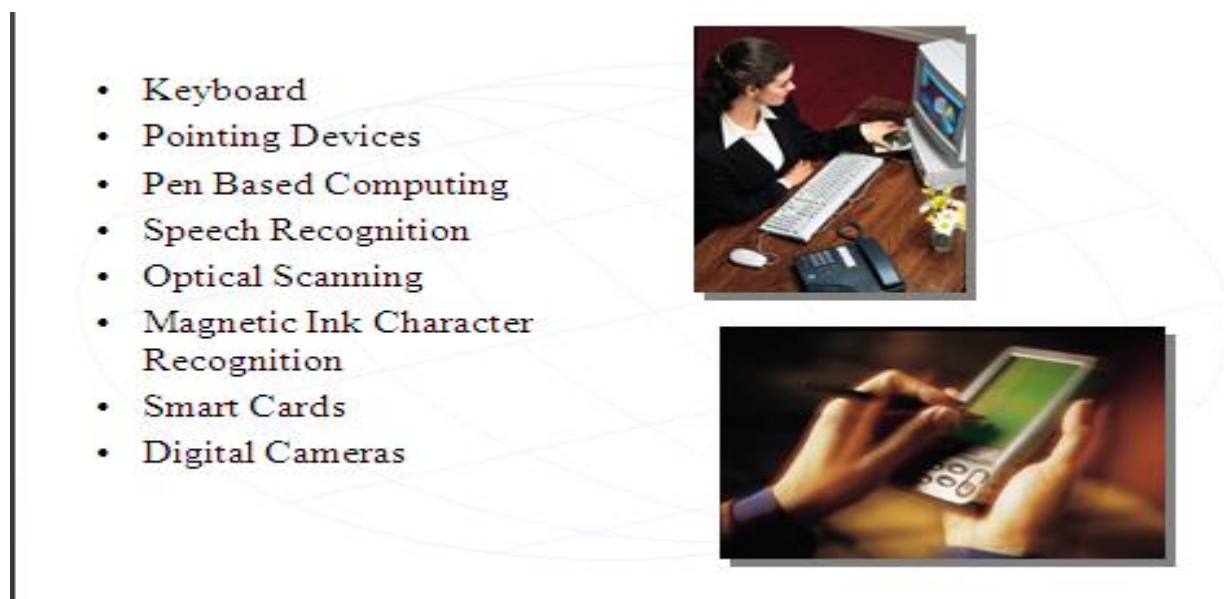 • Keyboard
• Pointing Devices
• Pen Based Computing
• Speech Recognition
• Optical Scanning
• Magnetic Ink Character
Recognition
• Smart Cards
• Digital Cameras